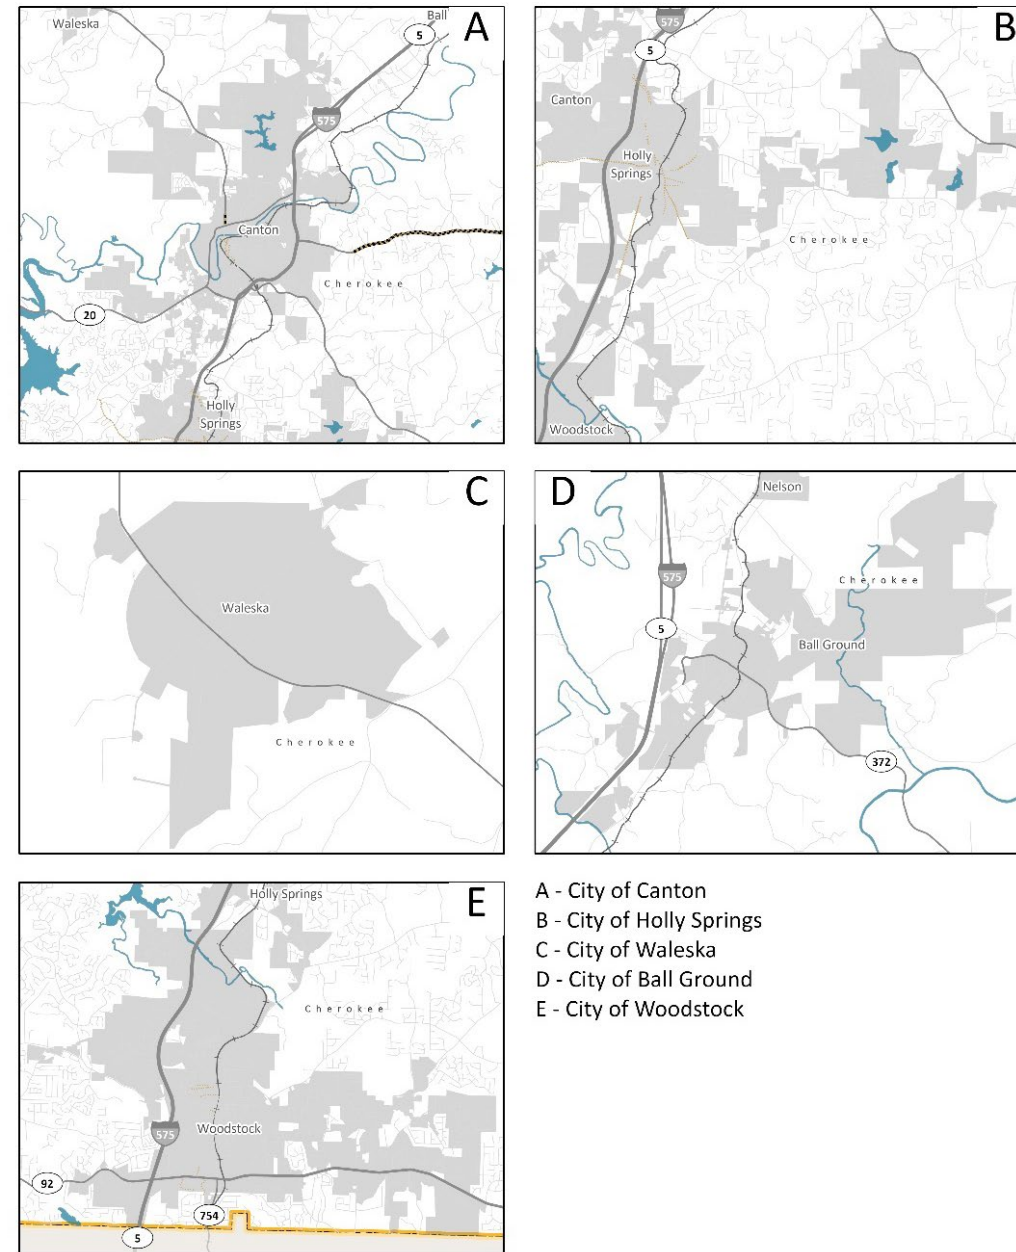 Waleska
Ball
A
5
575
Canton
Cherokee
20
Holly
Springs
575
B
5
Canton
Holly
Springs
Cherokee
Woodstock
C
Waleska
Cherokee
D
Nelson
575
Cherokee
5
Ball Ground
372
E
Holly Springs
Cherokee
575
Woodstock
92
754
5
A - City of Canton
B - City of Holly Springs
C - City of Waleska
D - City of Ball Ground
E - City of Woodstock